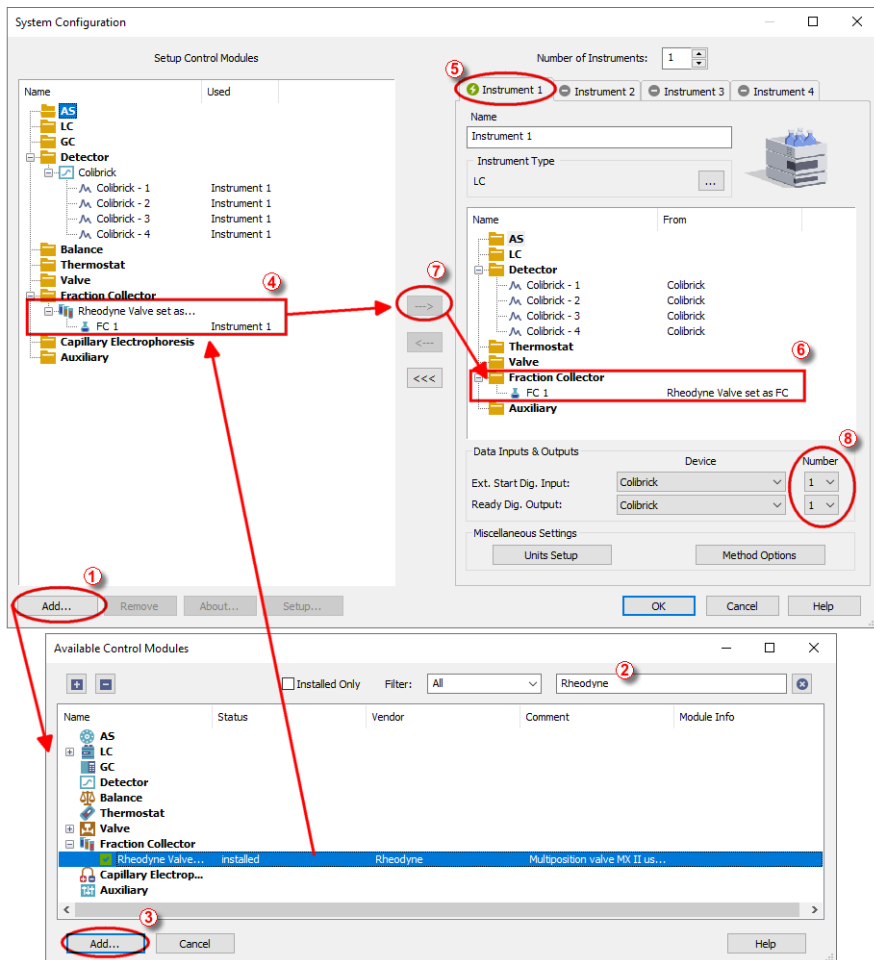 System Configuration
Setup Control Modules
Number of Instruments: 1
5
Name Used
AS
LC
GC
Detector
Colibrick
Colibrick - 1 Instrument 1
Colibrick - 2 Instrument 1
Colibrick - 3 Instrument 1
Colibrick - 4 Instrument 1
Balance
Thermostat
Valve
4
Fraction Collector
Rheodyne Valve set as...
FC 1 Instrument 1
Capillary Electrophoresis
Auxiliary
7
--->
<---
<<<
Instrument 1 Instrument 2 Instrument 3 Instrument 4
Name
Instrument 1
Instrument Type
LC ...
Name From
AS
LC
Detector
Colibrick - 1 Colibrick
Colibrick - 2 Colibrick
Colibrick - 3 Colibrick
Colibrick - 4 Colibrick
Thermostat
Valve
6
Fraction Collector
FC 1 Rheodyne Valve set as FC
Auxiliary
8
Data Inputs & Outputs
Device Number
Ext. Start Dig. Input: Colibrick 1
Ready Dig. Output: Colibrick 1
Miscellaneous Settings
Units Setup Method Options
1
Add... Remove About... Setup... OK Cancel Help
Available Control Modules
2
Installed Only Filter: All Rheodyne
Name Status Vendor Comment Module Info
AS
LC
GC
Detector
Balance
Thermostat
Valve
Fraction Collector
Rheodyne Valve... installed Rheodyne Multiposition valve MX II us...
Capillary Electrop...
Auxiliary
3
Add... Cancel Help